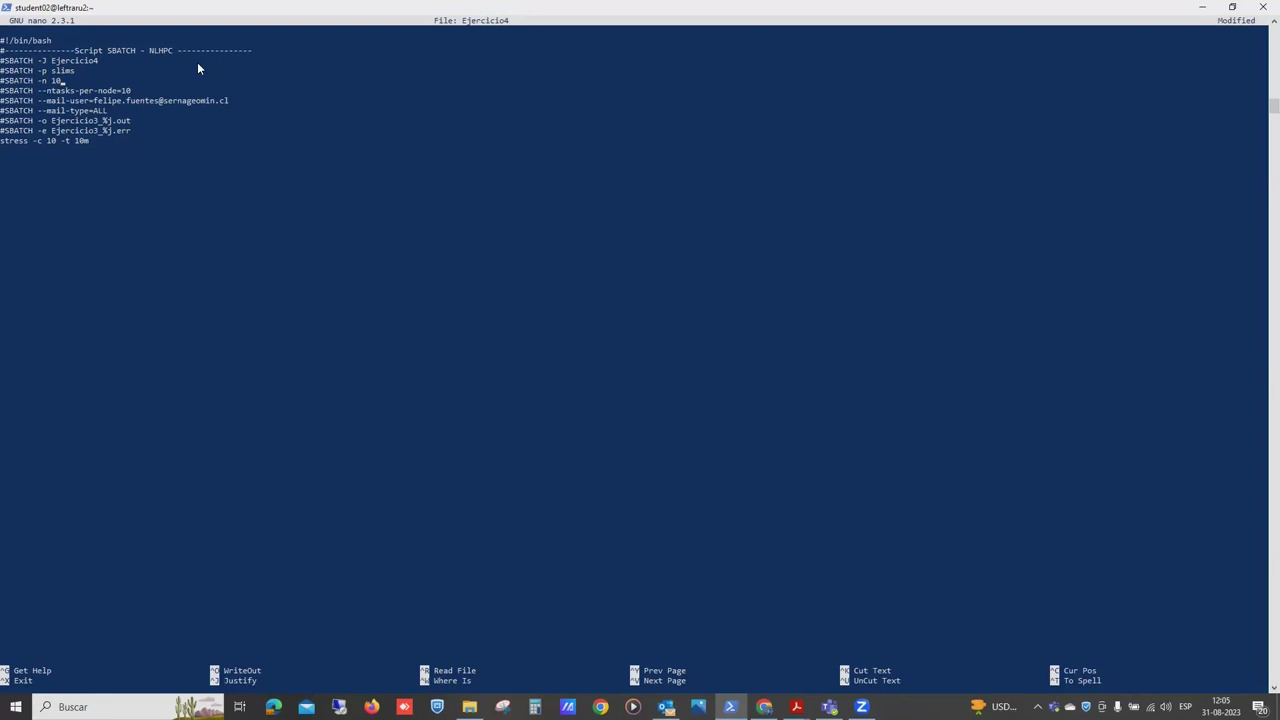 student02@leftraru2:~
GNU nano 2.3.1
File: Ejercicio4
Modified
#!/bin/bash
#---------------Script SBATCH - NLHPC ----------------
#SBATCH -J Ejercicio4
#SBATCH -p slims
#SBATCH -n 10
#SBATCH --ntasks-per-node=10
#SBATCH --mail-user=felipe.fuentes@sernageomin.cl
#SBATCH --mail-type=ALL
#SBATCH -o Ejercicio3_%j.out
#SBATCH -e Ejercicio3_%j.err
stress -c 10 -t 10m
^G Get Help ^O WriteOut ^R Read File ^Y Prev Page ^K Cut Text ^C Cur Pos
^X Exit ^J Justify ^W Where Is ^V Next Page ^U UnCut Text ^T To Spell
Buscar
USD...
ESP
12:05
31-08-2023
20